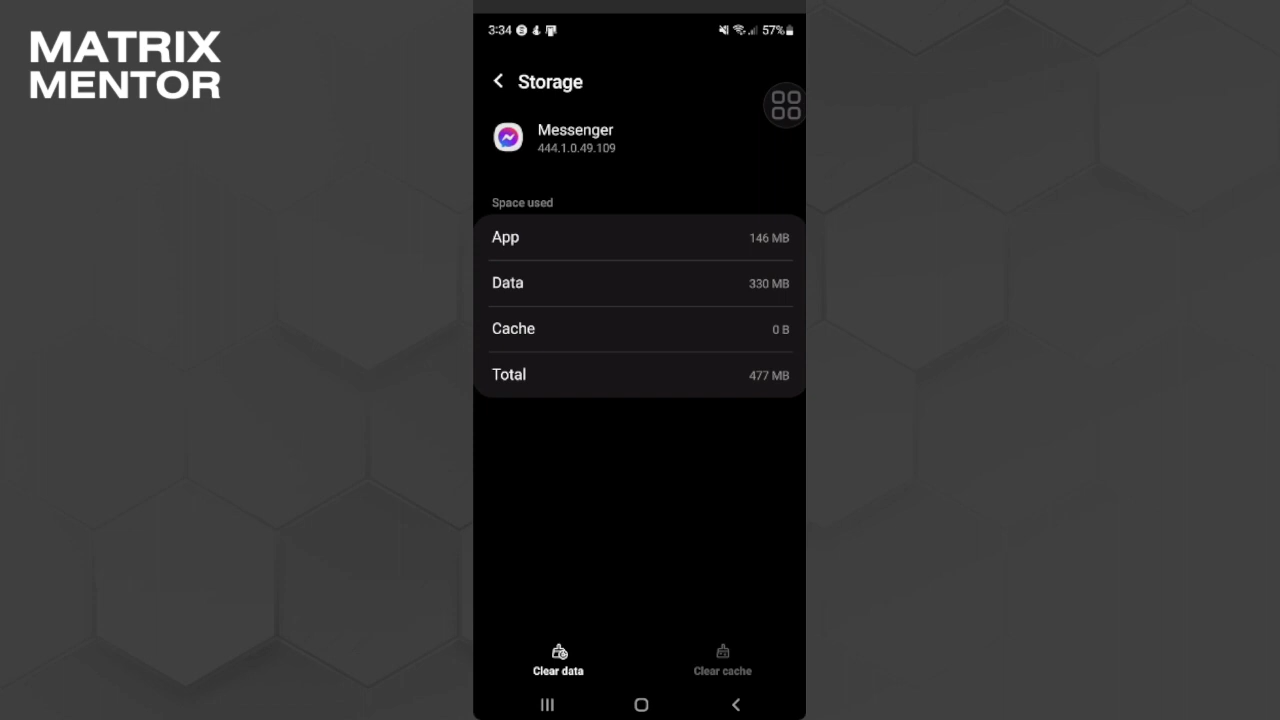 MATRIX
MENTOR
3:34
57%
Storage
Messenger
444.1.0.49.109
Space used
App 146 MB
Data 330 MB
Cache 0 B
Total 477 MB
Clear data Clear cache